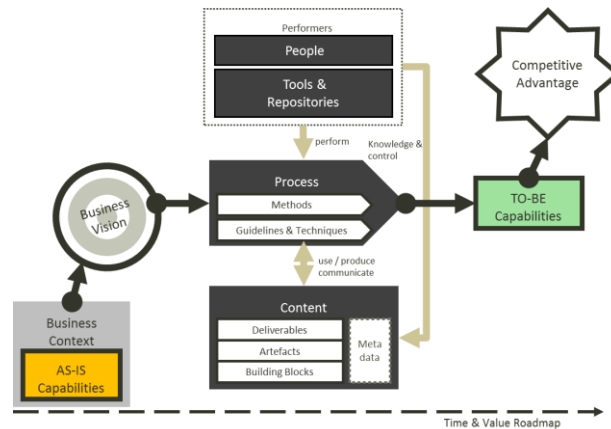 Performers
People
Tools &
Repositories
perform
Knowledge &
control
Competitive
Advantage
Process
Methods
Guidelines & Techniques
TO-BE
Capabilities
Business
Vision
use / produce
communicate
Content
Deliverables
Artefacts
Building Blocks
Meta
data
Business
Context
AS-IS
Capabilities
Time & Value Roadmap